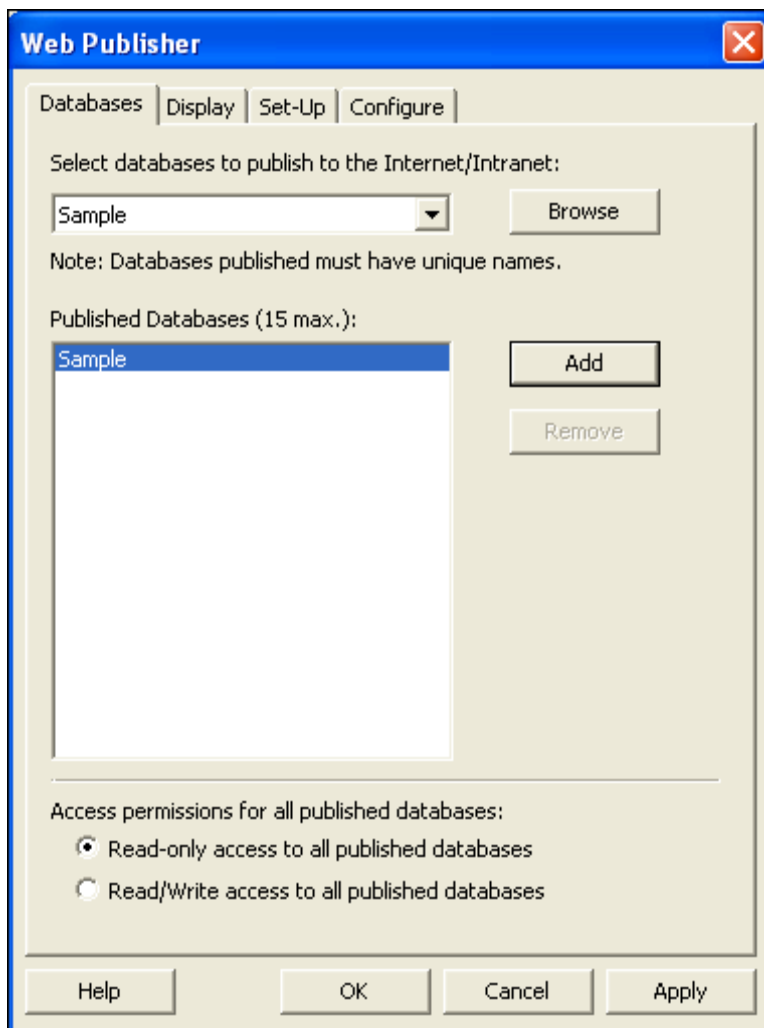 Web Publisher
Databases Display Set-Up Configure
Select databases to publish to the Internet/Intranet:
Sample Browse
Note: Databases published must have unique names.
Published Databases (15 max.):
Sample
Add
Remove
Access permissions for all published databases:
Read-only access to all published databases
Read/Write access to all published databases
Help OK Cancel Apply